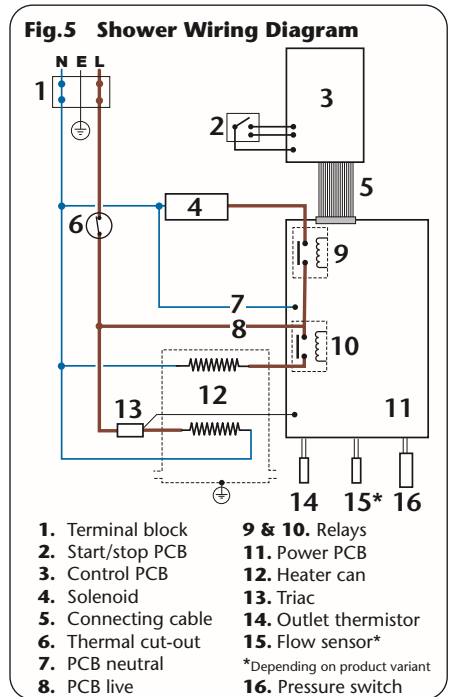 Fig.5 Shower Wiring Diagram
N E L
1
2
3
4
5
6
7
8
9
10
11
12
13
14 15* 16
1. Terminal block
2. Start/stop PCB
3. Control PCB
4. Solenoid
5. Connecting cable
6. Thermal cut-out
7. PCB neutral
8. PCB live
9 & 10. Relays
11. Power PCB
12. Heater can
13. Triac
14. Outlet thermistor
15. Flow sensor*
*Depending on product variant
16. Pressure switch